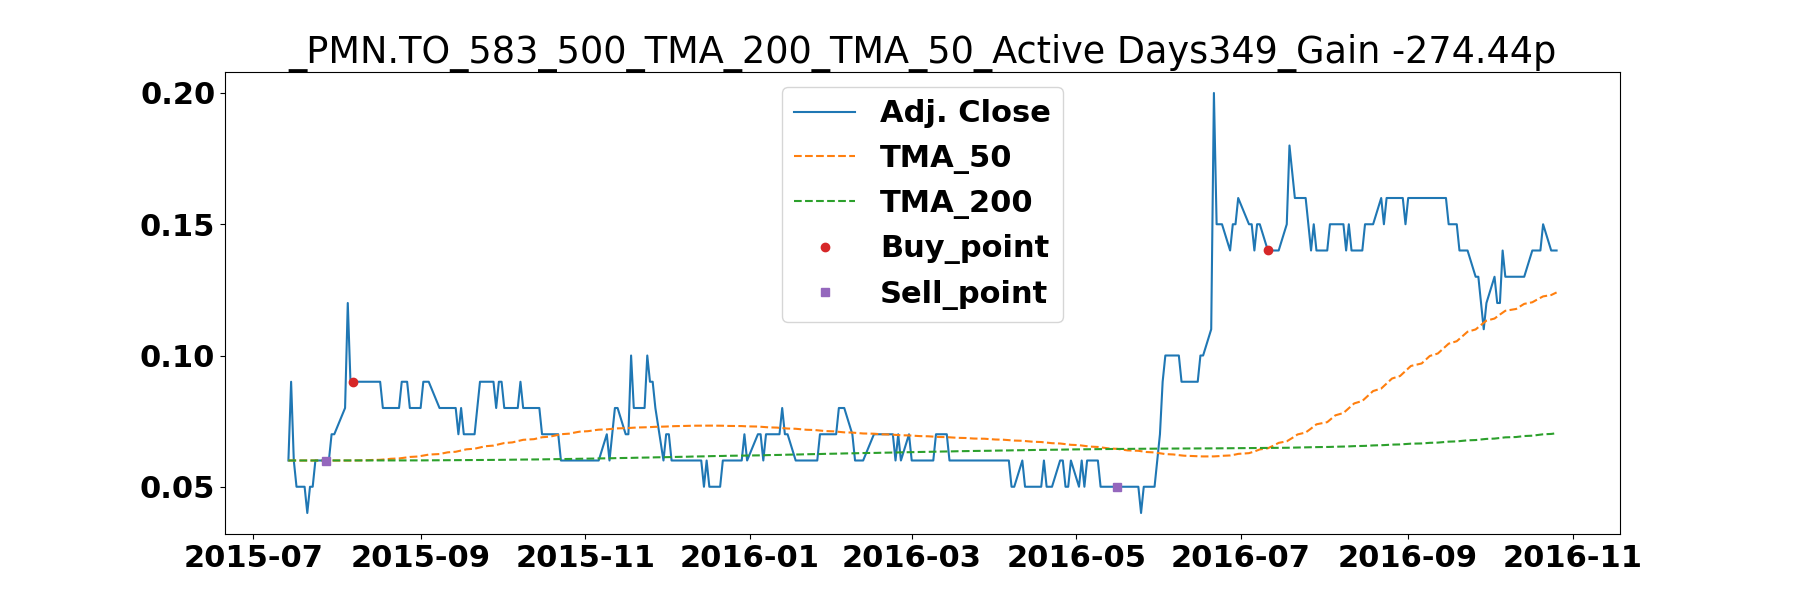 _PMN.TO_583_500_TMA_200_TMA_50_Active Days349_Gain -274.44p
0.20
0.15
0.10
0.05
Adj. Close
TMA_50
TMA_200
Buy_point
Sell_point
2015-07 2015-09 2015-11 2016-01 2016-03 2016-05 2016-07 2016-09 2016-11